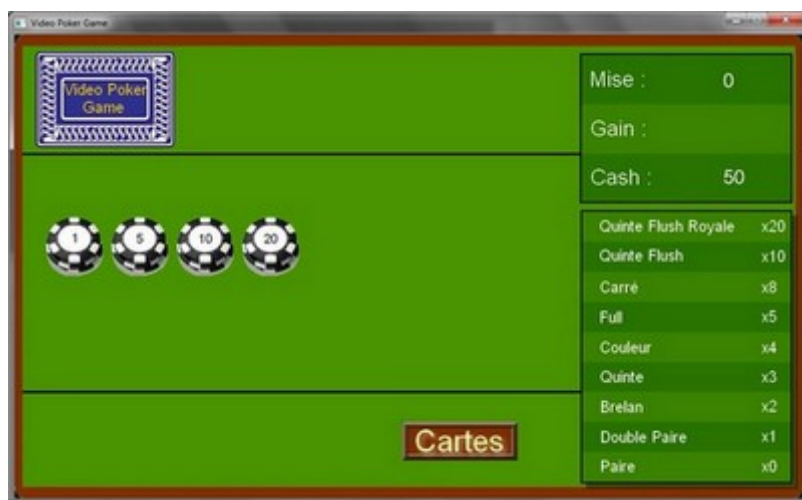 Video Poker Game
Video Poker
Game
Mise : 0
Gain :
Cash : 50
1 5 10 20
Quinte Flush Royale x20
Quinte Flush x10
Carré x8
Full x5
Couleur x4
Quinte x3
Brelan x2
Double Paire x1
Paire x0
Cartes